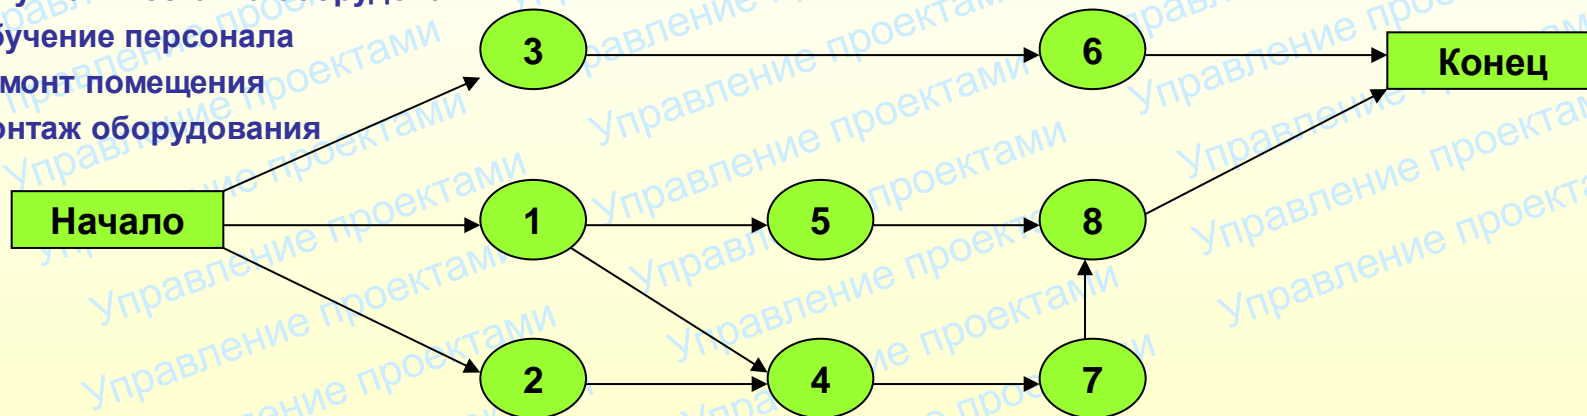 бучение персонала
монт помещения
онтаж оборудования
3
6
Конец
Начало
1
5
8
2
4
7
Управление проектами